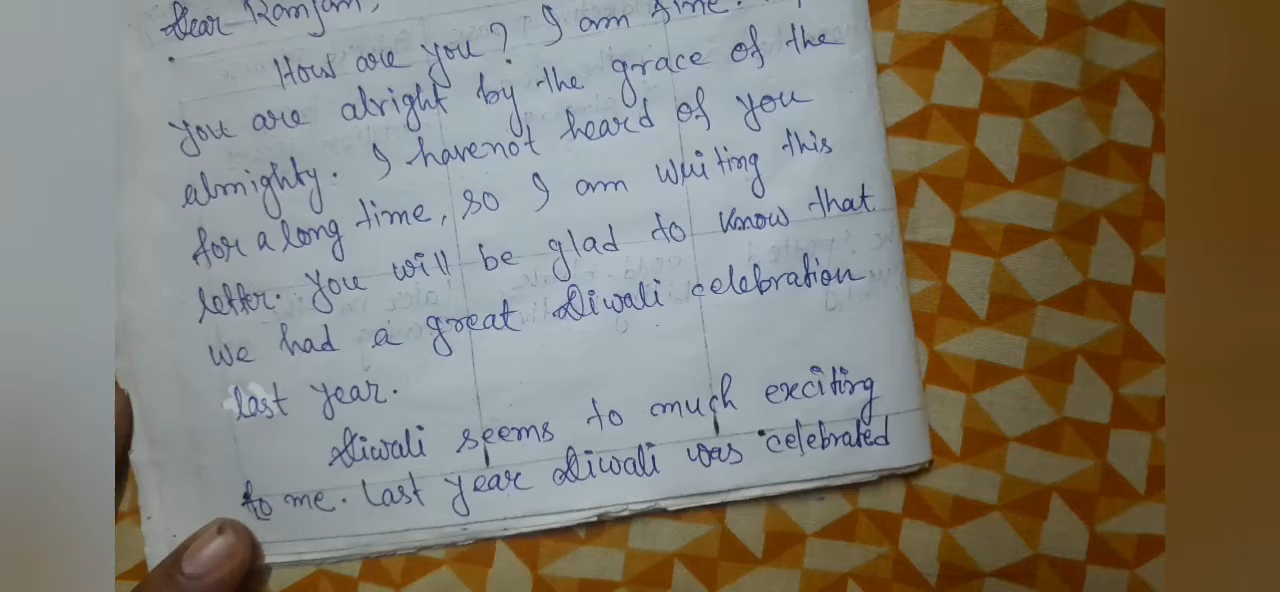 Dear Ranjan,
How are you? I am fine.
you are alright by the grace of the
almighty. I havenot heard of you
for a long time, so I am writing this
letter. You will be glad to know that
we had a great Diwali celebration
last year.
Diwali seems to much exciting
to me. Last year Diwali was celebrated